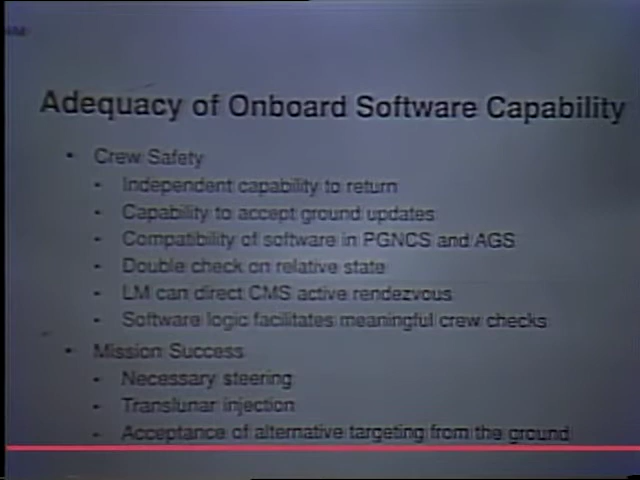 Adequacy of Onboard Software Capability
• Crew Safety
- Independent capability to return
- Capability to accept ground updates
- Compatibility of software in PGNCS and AGS
- Double check on relative state
- LM can direct CMS active rendezvous
- Software logic facilitates meaningful crew checks
• Mission Success
- Necessary steering
- Translunar injection
- Acceptance of alternative targeting from the ground